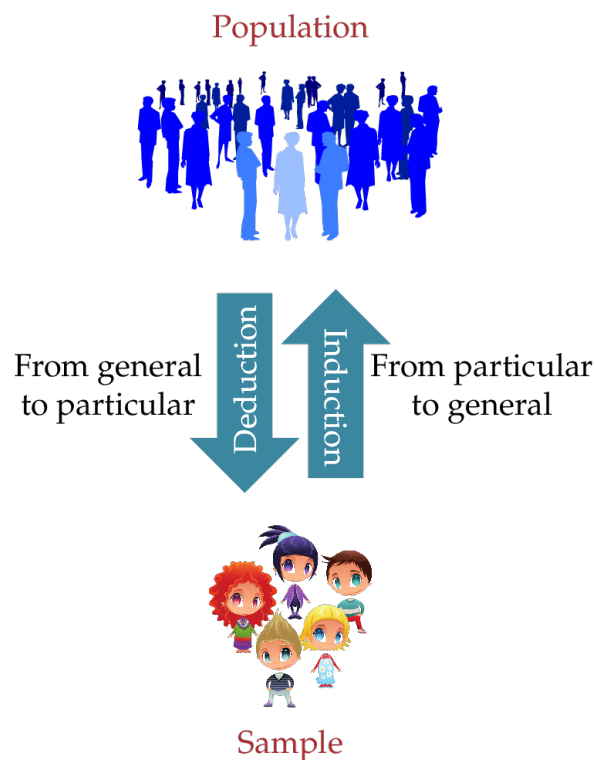 Population
From general
to particular
Deduction
Induction
From particular
to general
Sample